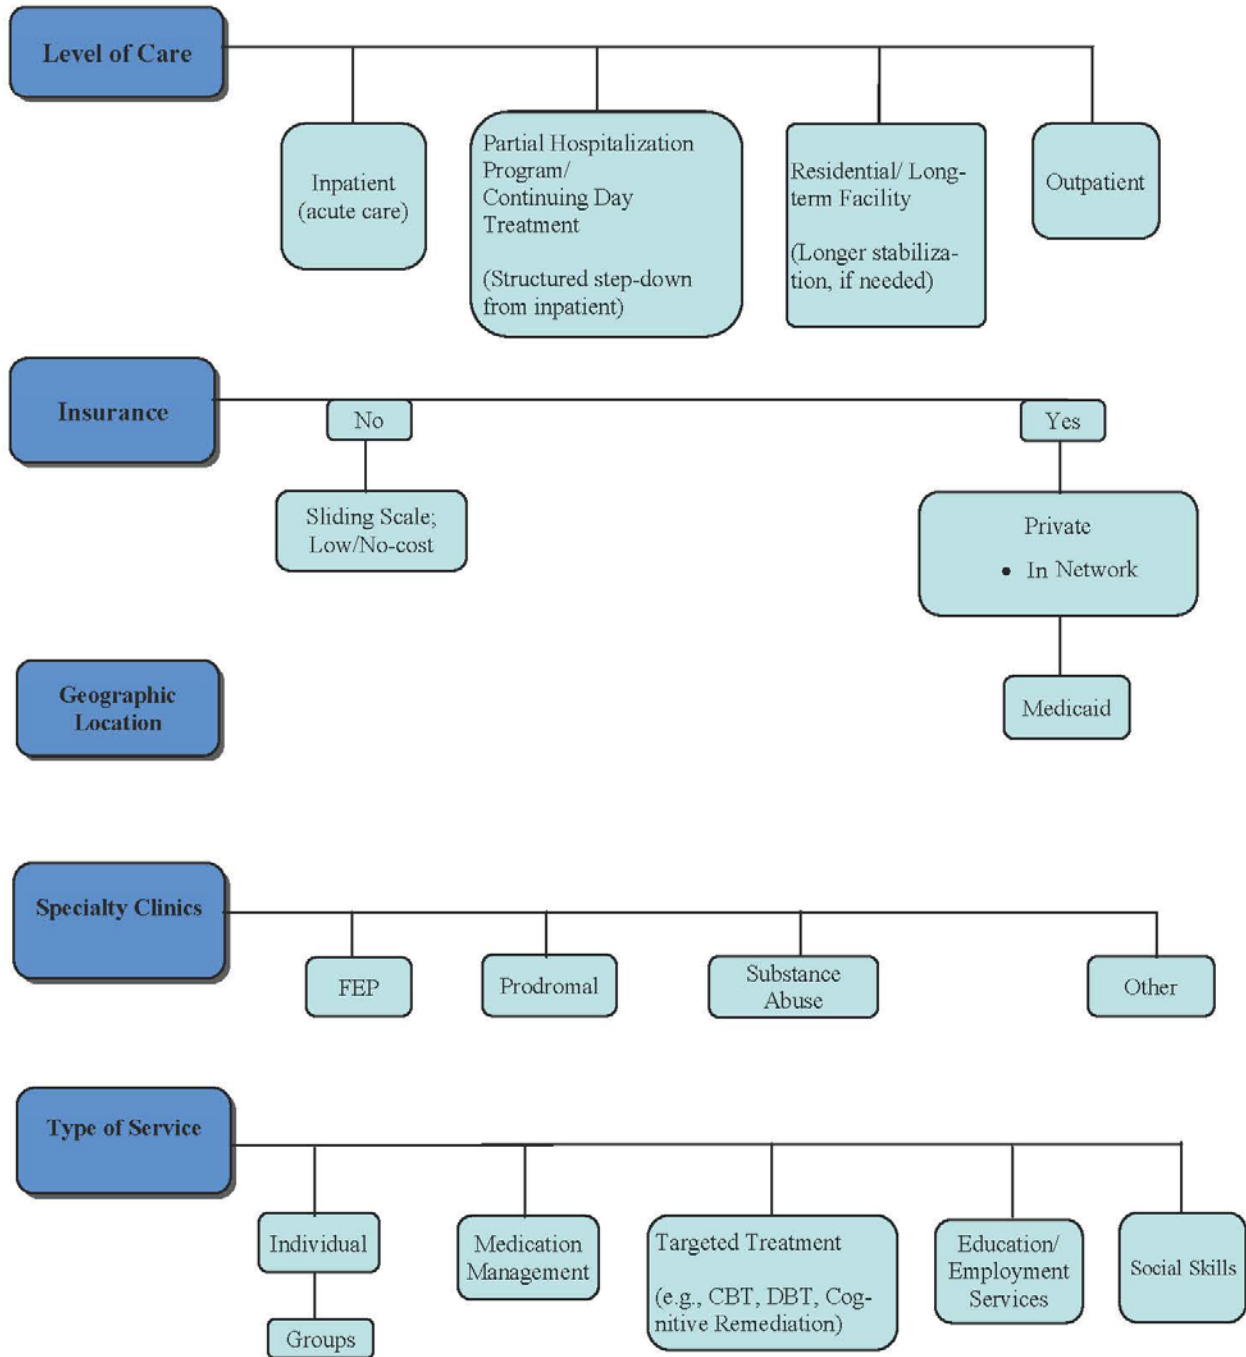 Level of Care
Inpatient
(acute care)
Partial Hospitalization
Program/
Continuing Day
Treatment
(Structured step-down
from inpatient)
Residential/ Long-
term Facility
(Longer stabiliza-
tion, if needed)
Outpatient
Insurance
No
Yes
Sliding Scale;
Low/No-cost
Private
• In Network
Medicaid
Geographic
Location
Specialty Clinics
FEP
Prodromal
Substance
Abuse
Other
Type of Service
Individual
Groups
Medication
Management
Targeted Treatment
(e.g., CBT, DBT, Cog-
nitive Remediation)
Education/
Employment
Services
Social Skills